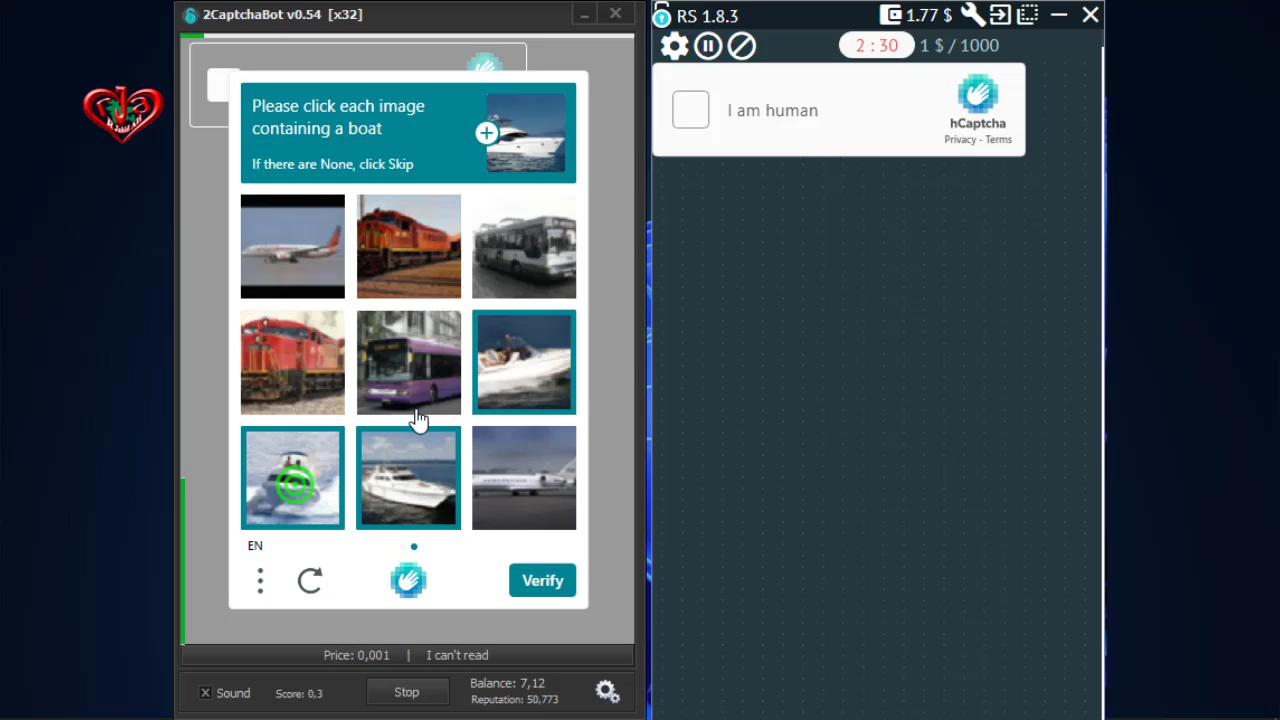 2CaptchaBot v0.54 [x32]
Please click each image
containing a boat
If there are None, click Skip
EN
Verify
Price: 0,001 | I can't read
Sound
Score: 0,3
Stop
Balance: 7,12
Reputation: 50,773
RS 1.8.3
1.77 $
2 : 30
1 $ / 1000
I am human
hCaptcha
Privacy - Terms